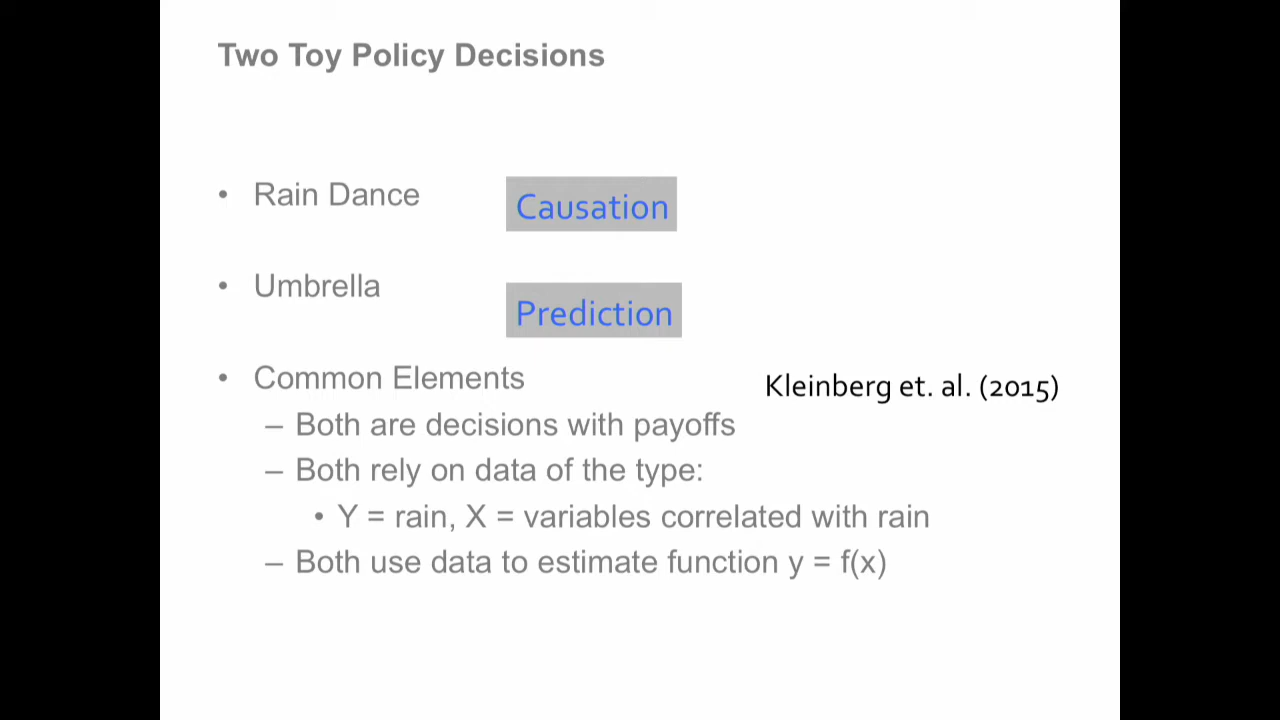 Two Toy Policy Decisions
• Rain Dance
Causation
• Umbrella
Prediction
• Common Elements
Kleinberg et. al. (2015)
– Both are decisions with payoffs
– Both rely on data of the type:
• Y = rain, X = variables correlated with rain
– Both use data to estimate function y = f(x)